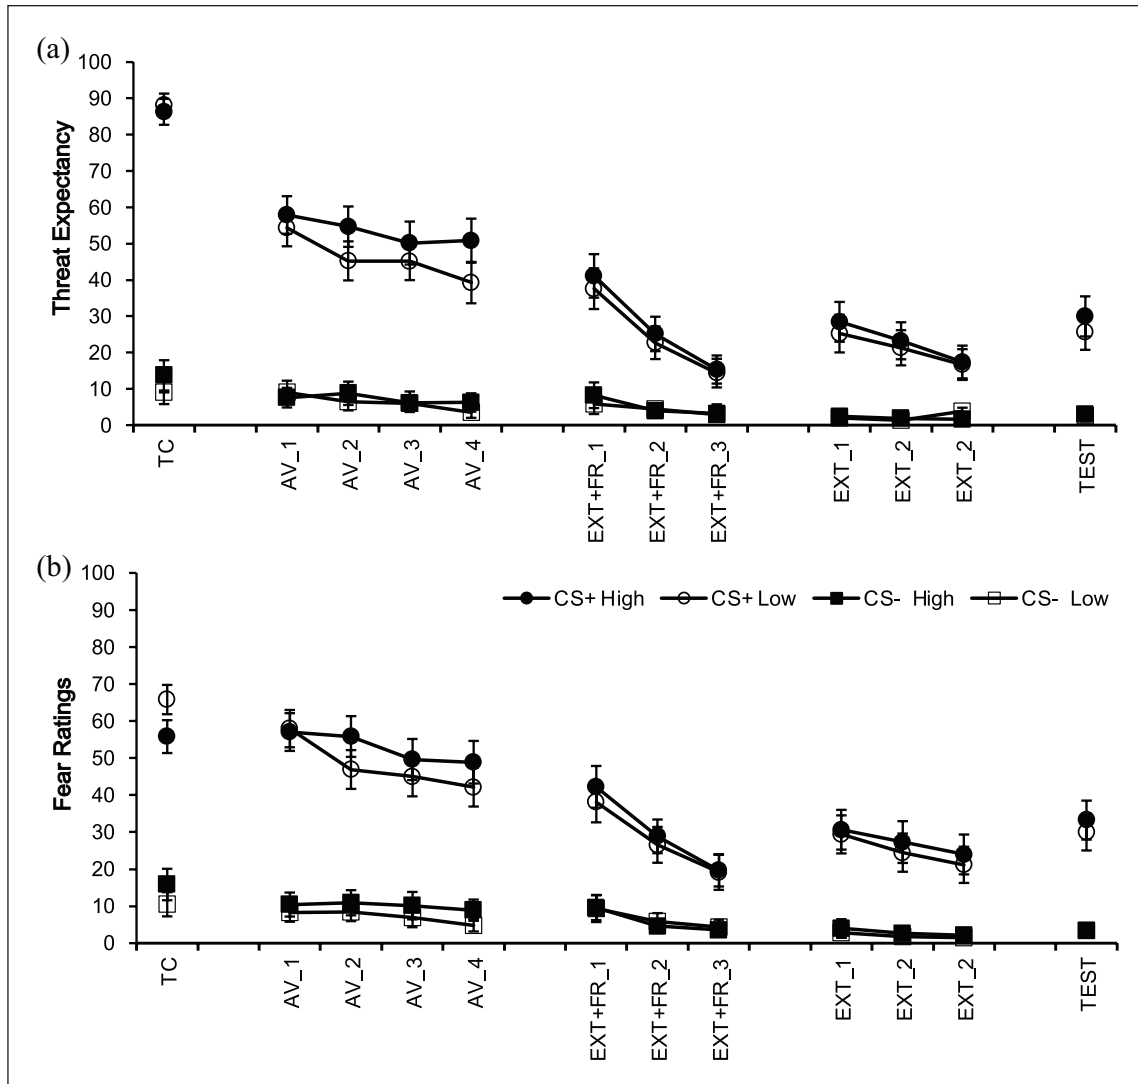 (a)
Threat Expectancy
100
90
80
70
60
50
40
30
20
10
0
TC
AV_1
AV_2
AV_3
AV_4
EXT+FR_1
EXT+FR_2
EXT+FR_3
EXT_1
EXT_2
EXT_2
TEST
(b)
Fear Ratings
100
90
80
70
60
50
40
30
20
10
0
CS+ High CS+ Low CS- High CS- Low
TC
AV_1
AV_2
AV_3
AV_4
EXT+FR_1
EXT+FR_2
EXT+FR_3
EXT_1
EXT_2
EXT_2
TEST